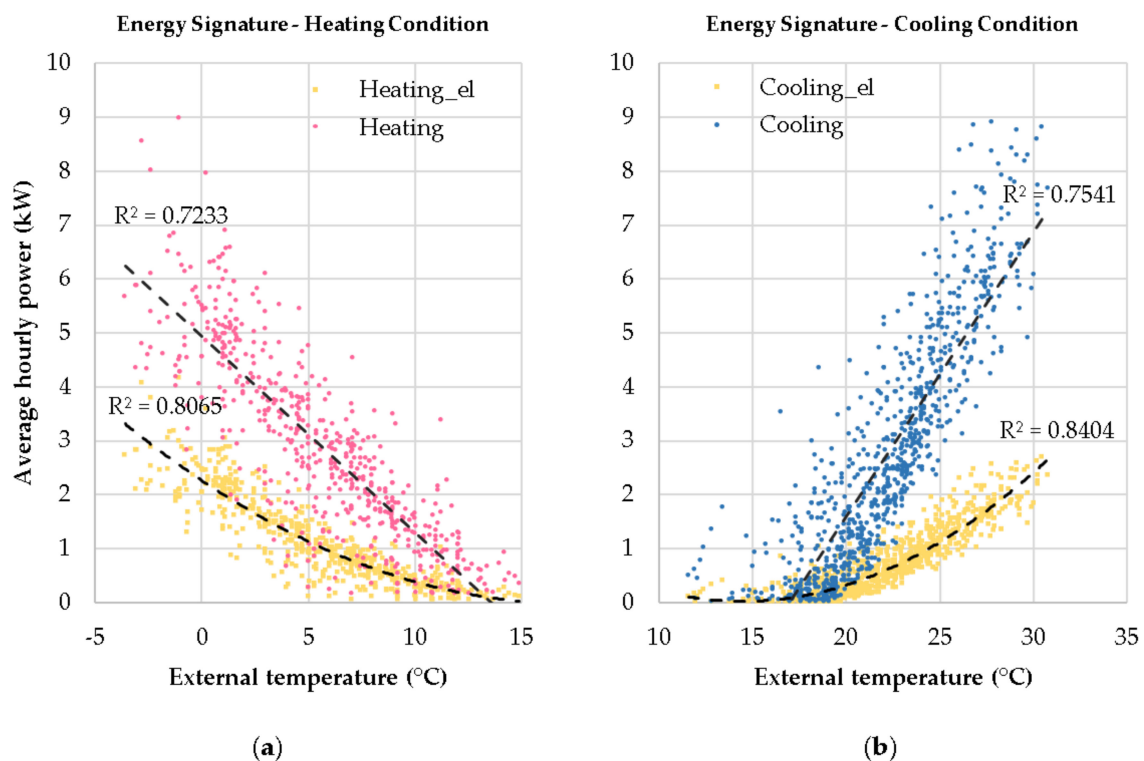 Energy Signature - Heating Condition
Average hourly power (kW)
10
9
8
7
6
5
4
3
2
1
0
Heating_el
Heating
R² = 0.7233
R² = 0.8065
-5
0
5
10
15
External temperature (°C)
(a)
Energy Signature - Cooling Condition
10
9
8
7
6
5
4
3
2
1
0
Cooling_el
Cooling
R² = 0.7541
R² = 0.8404
10
15
20
25
30
35
External temperature (°C)
(b)